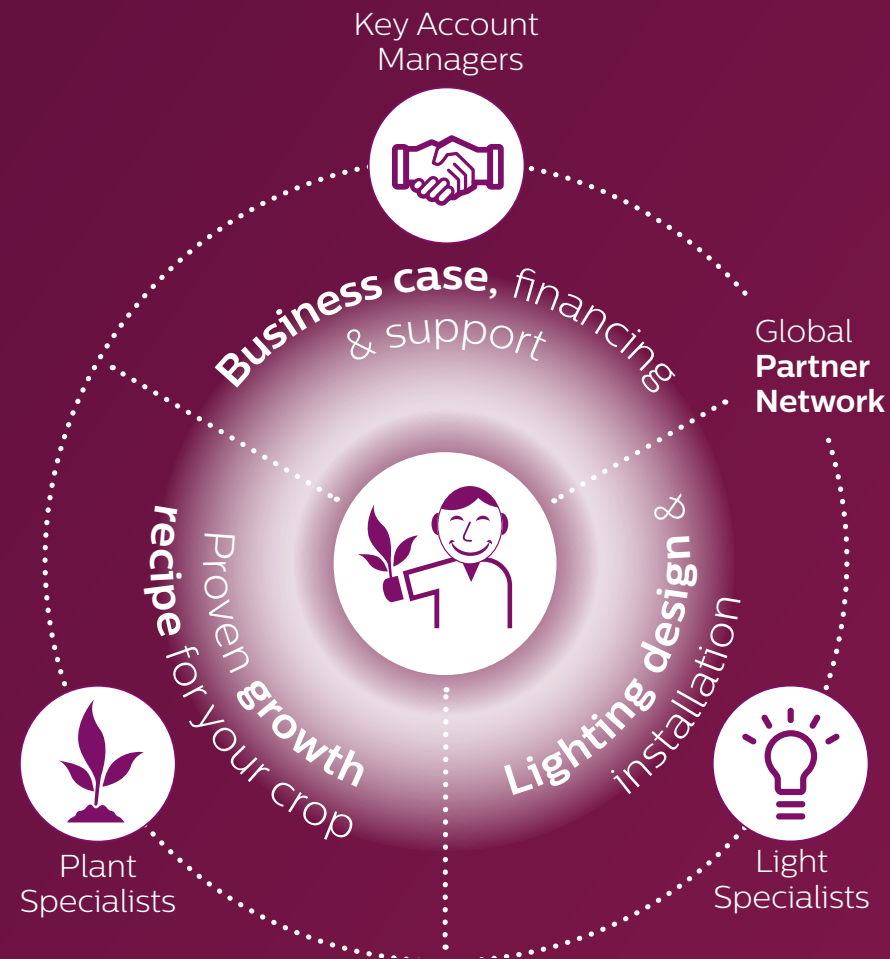 Key Account
Managers
Business case, financing
& support
Global
Partner
Network
Proven growth
recipe for your crop
Lighting design &
installation
Plant
Specialists
Light
Specialists